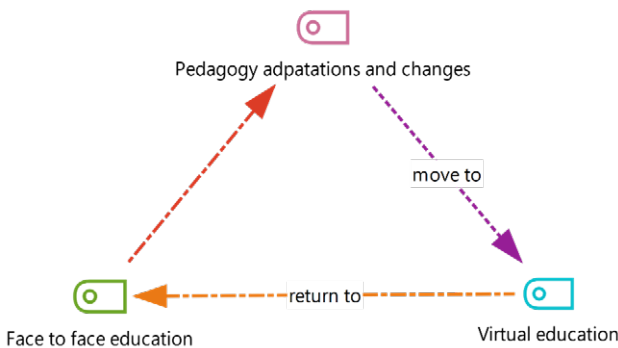 Pedagogy adpatations and changes
move to
return to
Face to face education
Virtual education